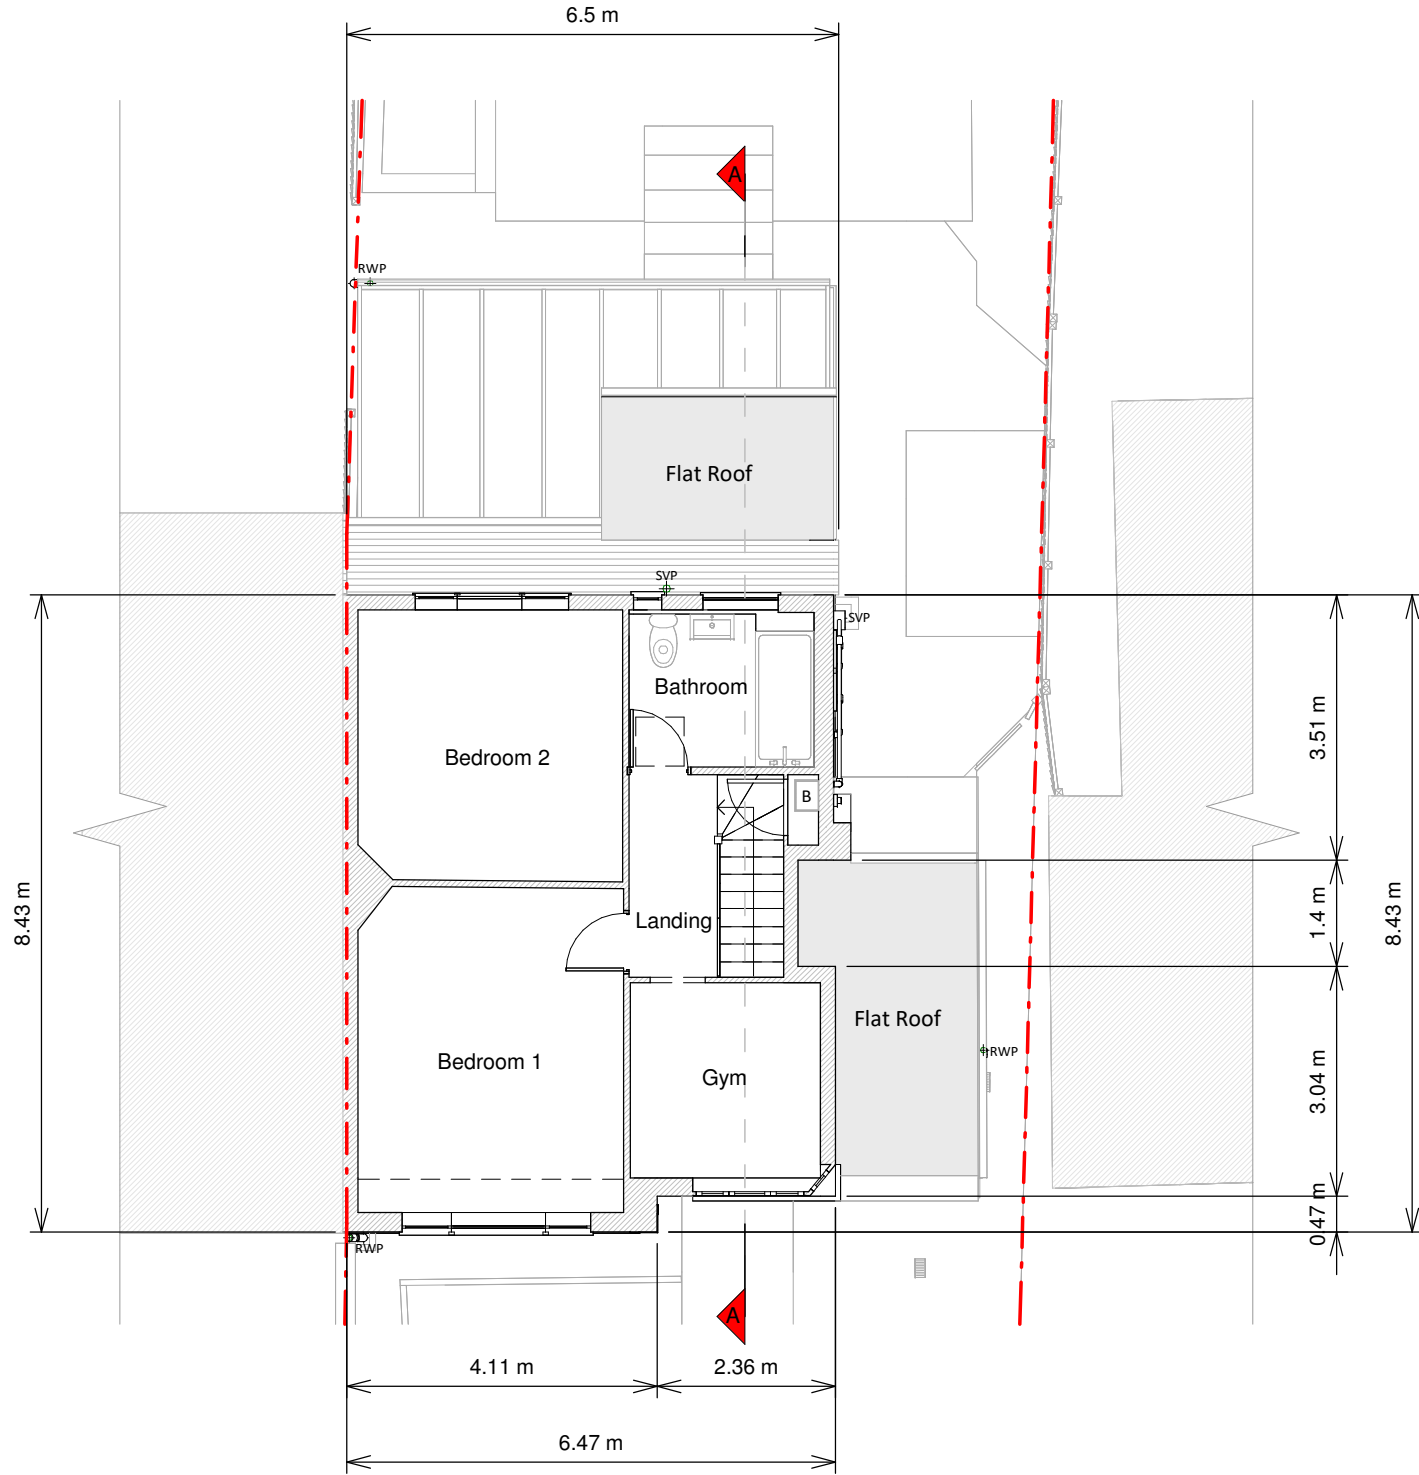 6.5 m
A
RWP
Flat Roof
SVP
SVP
Bathroom
3.51 m
Bedroom 2
B
8.43 m
1.4 m
8.43 m
Landing
Flat Roof
RWP
Bedroom 1
Gym
3.04 m
0.47 m
RWP
A
4.11 m
2.36 m
6.47 m